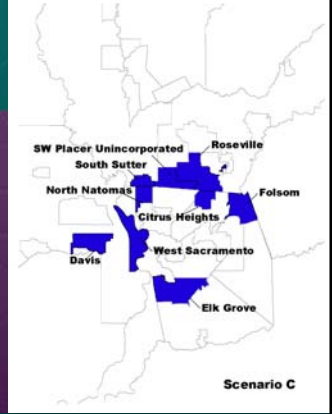 Roseville
SW Placer Unincorporated
South Sutter
North Natomas
Folsom
Citrus Heights
West Sacramento
Davis
Elk Grove
Scenario C